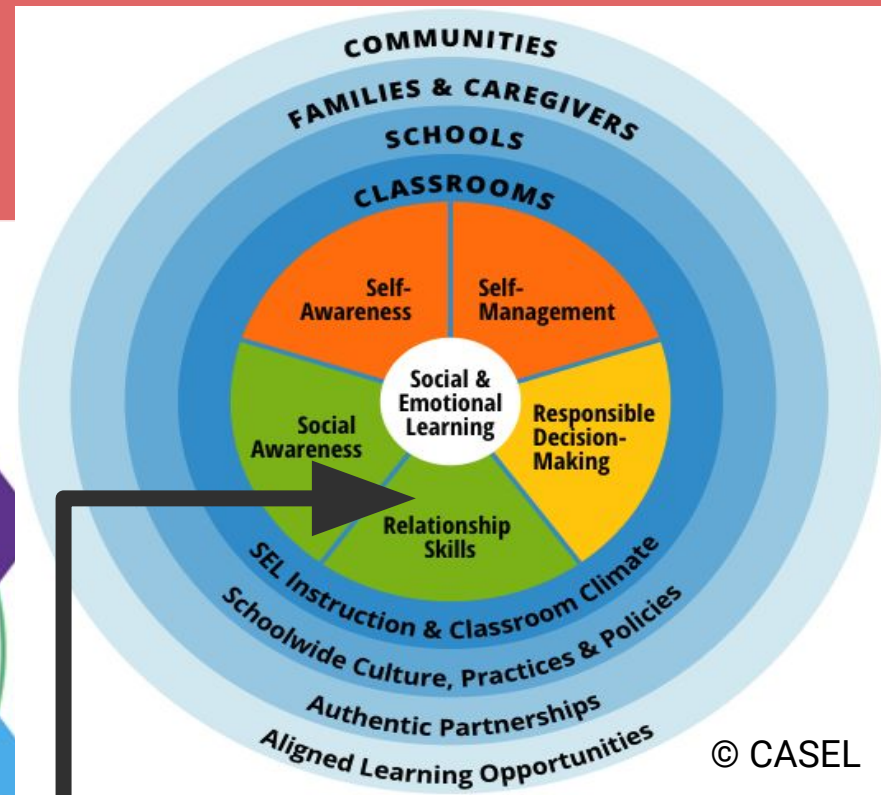 COMMUNITIES
FAMILIES & CAREGIVERS
SCHOOLS
CLASSROOMS
Self-
Awareness
Self-
Management
Social &
Emotional
Learning
Social
Awareness
Responsible
Decision-
Making
Relationship
Skills
SEL Instruction & Classroom Climate
Schoolwide Culture, Practices & Policies
Authentic Partnerships
Aligned Learning Opportunities
© CASEL